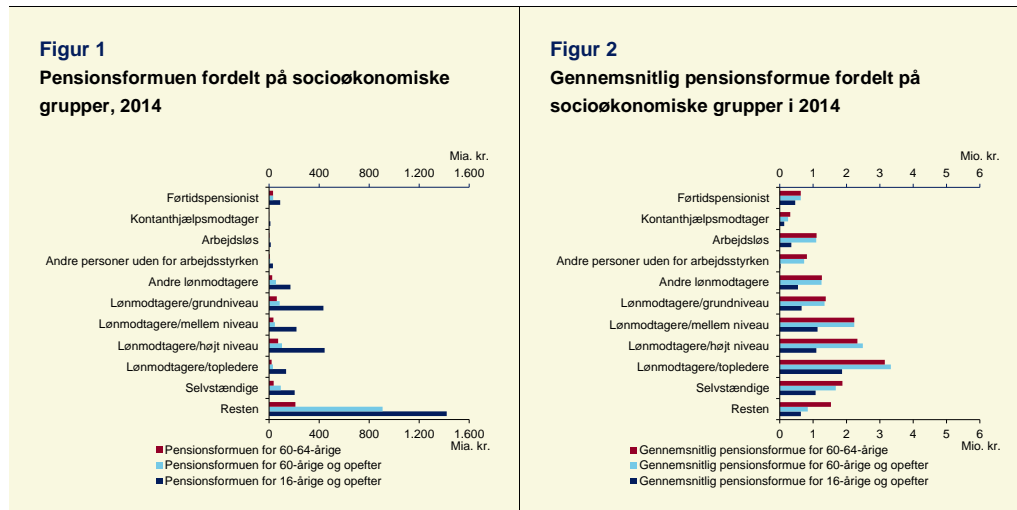 Figur 1
Pensionsformuen fordelt på socioøkonomiske
grupper, 2014
Mia. kr.
0 400 800 1.200 1.600
Førtidspensionist
Kontanthjælpsmodtager
Arbejdsløs
Andre personer uden for arbejdsstyrken
Andre lønmodtagere
Lønmodtagere/grundniveau
Lønmodtagere/mellem niveau
Lønmodtagere/højt niveau
Lønmodtagere/topledere
Selvstændige
Resten
0 400 800 1.200 1.600
Mia. kr.
Pensionsformuen for 60-64-årige
Pensionsformuen for 60-årige og opefter
Pensionsformuen for 16-årige og opefter
Figur 2
Gennemsnitlig pensionsformue fordelt på
socioøkonomiske grupper i 2014
Mio. kr.
0 1 2 3 4 5 6
Førtidspensionist
Kontanthjælpsmodtager
Arbejdsløs
Andre personer uden for arbejdsstyrken
Andre lønmodtagere
Lønmodtagere/grundniveau
Lønmodtagere/mellem niveau
Lønmodtagere/højt niveau
Lønmodtagere/topledere
Selvstændige
Resten
0 1 2 3 4 5 6
Mio. kr.
Gennemsnitlig pensionsformue for 60-64-årige
Gennemsnitlig pensionsformue for 60-årige og opefter
Gennemsnitlig pensionsformue for 16-årige og opefter